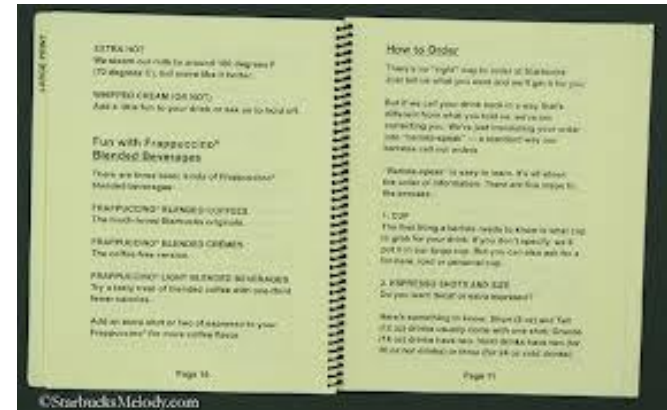 LARGE PRINT
EXTRA HOT
We steam our milk to around 160 degrees F
(70 degrees C), but some like it hotter.
WHIPPED CREAM (OR NOT)
Add a little fun to your drink or ask us to hold off.
Fun with Frappuccino®
Blended Beverages
There are three basic kinds of Frappuccino®
blended beverages:
FRAPPUCCINO® BLENDED COFFEES
The much-loved Starbucks originals.
FRAPPUCCINO® BLENDED CRÈMES
The coffee-free version.
FRAPPUCCINO® LIGHT BLENDED BEVERAGES
Try a tasty treat of blended coffee with one-third
fewer calories.
Add an extra shot or two of espresso to your
Frappuccino® for more coffee flavor.
Page 10
How to Order
There's no "right" way to order at Starbucks.
Just tell us what you want and we'll get it for you.
But if we call your drink back in a way that's
different from what you told us, we're not
correcting you. We're just translating your order
into "barista-speak" — a standard way our
baristas call out orders.
"Barista-speak" is easy to learn. It's all about
the order of information. There are five steps to
the process.
1. CUP
The first thing a barista needs to know is what cup
to grab for your drink. If you don't specify, we'll
put it in our logo cup. But you can also ask for a
for-here, iced or personal cup.
2. ESPRESSO SHOTS AND SIZE
Do you want decaf or extra espresso?
Here's something to know: Short (8 oz) and Tall
(12 oz) drinks usually come with one shot; Grande
(16 oz) drinks have two. Venti drinks have two (for
20 oz hot drinks) or three (for 24 oz cold drinks).
Page 11
©StarbucksMelody.com